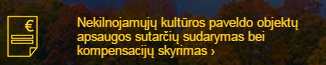 €
Nekilnojamųjų kultūros paveldo objektų
apsaugos sutarčių sudarymas bei
kompensacijų skyrimas ›